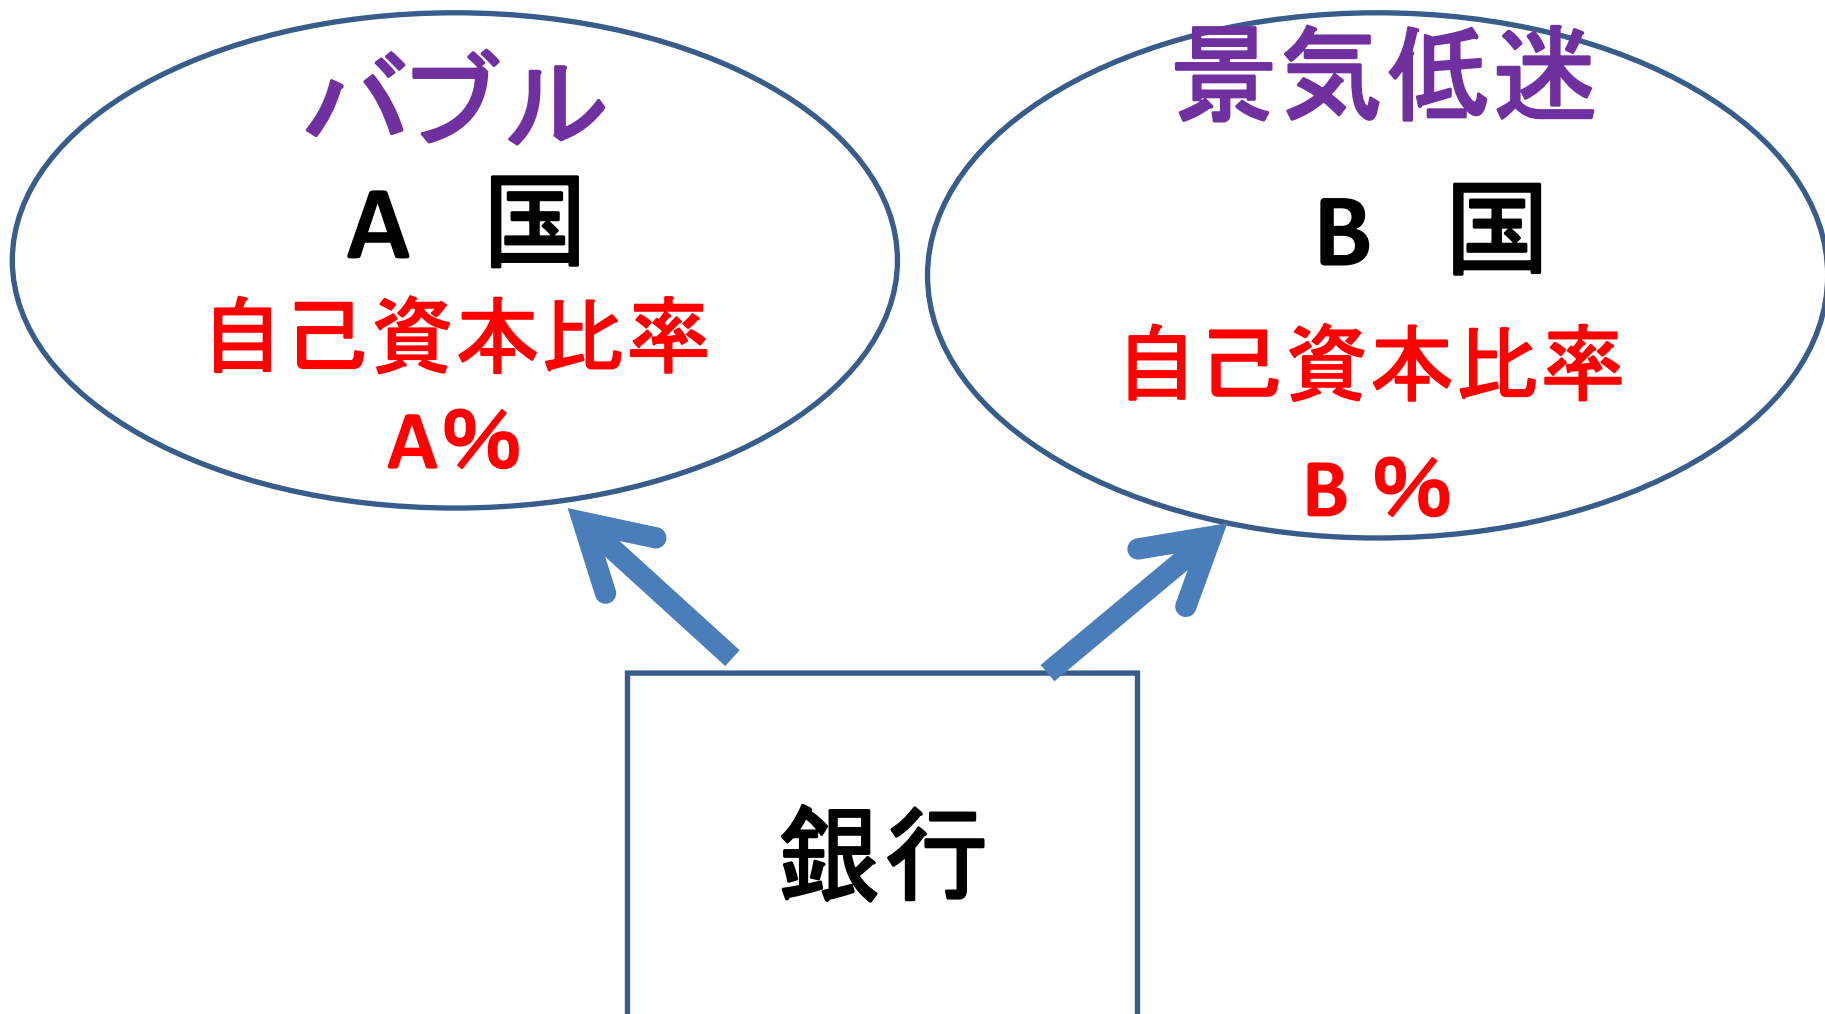 バブル
A 国
自己資本比率
A%
景気低迷
B 国
自己資本比率
B %
銀行